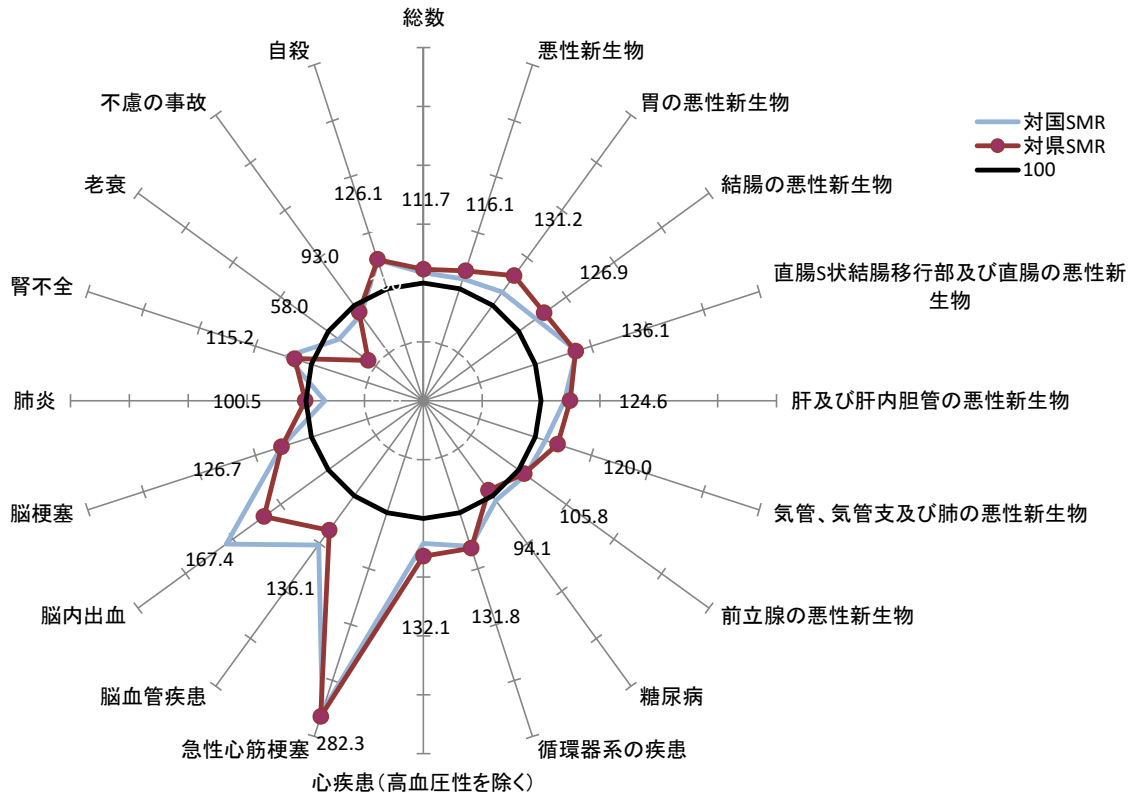 総数
悪性新生物
胃の悪性新生物
結腸の悪性新生物
直腸S状結腸移行部及び直腸の悪性新
生物
肝及び肝内胆管の悪性新生物
気管、気管支及び肺の悪性新生物
前立腺の悪性新生物
糖尿病
循環器系の疾患
心疾患(高血圧性を除く)
急性心筋梗塞
脳血管疾患
脳内出血
脳梗塞
肺炎
腎不全
老衰
不慮の事故
自殺
111.7
116.1
131.2
126.9
136.1
124.6
120.0
105.8
94.1
131.8
132.1
282.3
136.1
167.4
126.7
100.5
115.2
58.0
93.0
126.1
対国SMR
対県SMR
100